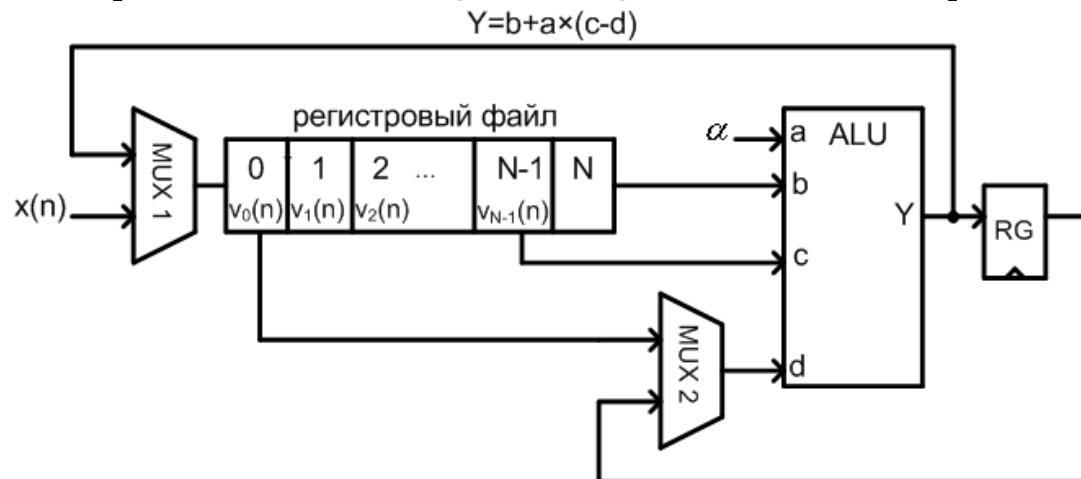 Y=b+a×(c-d)
регистровый файл
MUX 1
x(n)
0 1 2 ... N-1 N
v₀(n) v₁(n) v₂(n) v_{N-1}(n)
α
a ALU
b
c
d
Y
RG
MUX 2